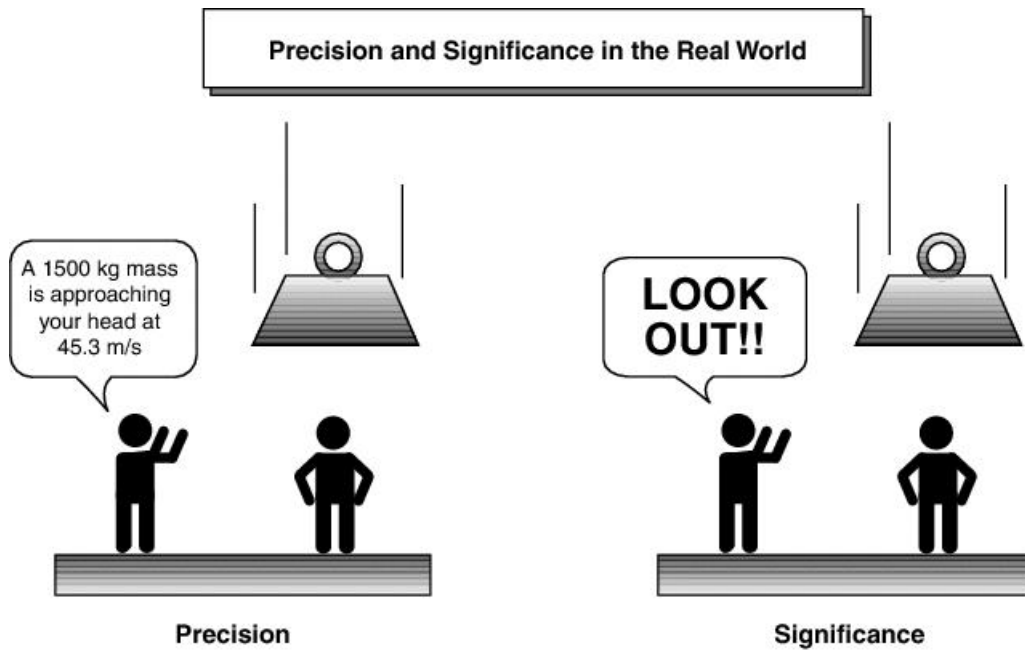 Precision and Significance in the Real World
A 1500 kg mass
is approaching
your head at
45.3 m/s
LOOK
OUT!!
Precision
Significance